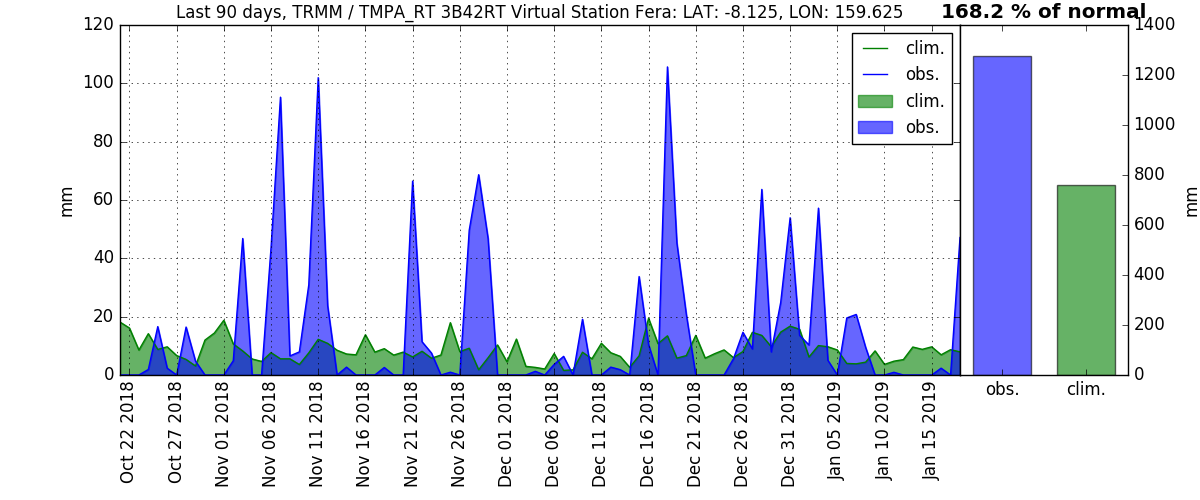 Last 90 days, TRMM / TMPA_RT 3B42RT Virtual Station Fera: LAT: -8.125, LON: 159.625
168.2 % of normal
120
100
80
60
40
20
0
mm
clim.
obs.
clim.
obs.
1400
1200
1000
800
600
400
200
0
mm
obs.
clim.
Oct 22 2018
Oct 27 2018
Nov 01 2018
Nov 06 2018
Nov 11 2018
Nov 16 2018
Nov 21 2018
Nov 26 2018
Dec 01 2018
Dec 06 2018
Dec 11 2018
Dec 16 2018
Dec 21 2018
Dec 26 2018
Dec 31 2018
Jan 05 2019
Jan 10 2019
Jan 15 2019